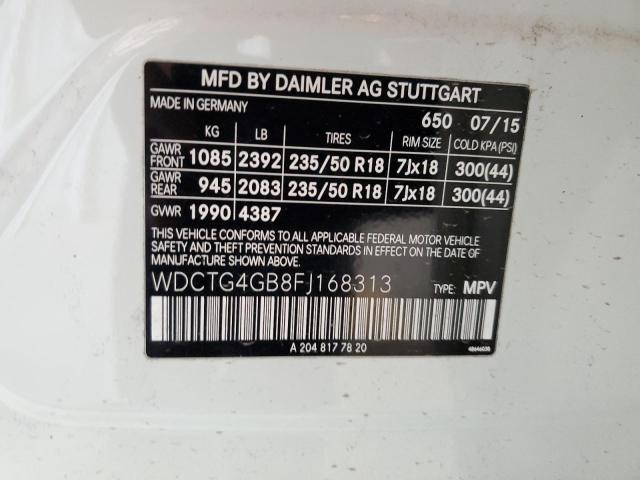 MFD BY DAIMLER AG STUTTGART
MADE IN GERMANY
650 07/15
KG LB TIRES RIM SIZE COLD KPA (PSI)
GAWR FRONT 1085 2392 235/50 R18 7Jx18 300(44)
GAWR REAR 945 2083 235/50 R18 7Jx18 300(44)
GVWR 1990 4387
THIS VEHICLE CONFORMS TO ALL APPLICABLE FEDERAL MOTOR VEHICLE
SAFETY AND THEFT PREVENTION STANDARDS IN EFFECT ON THE DATE OF
MANUFACTURE SHOWN ABOVE.
WDCTG4GB8FJ168313 TYPE: MPV
A 204 817 78 20